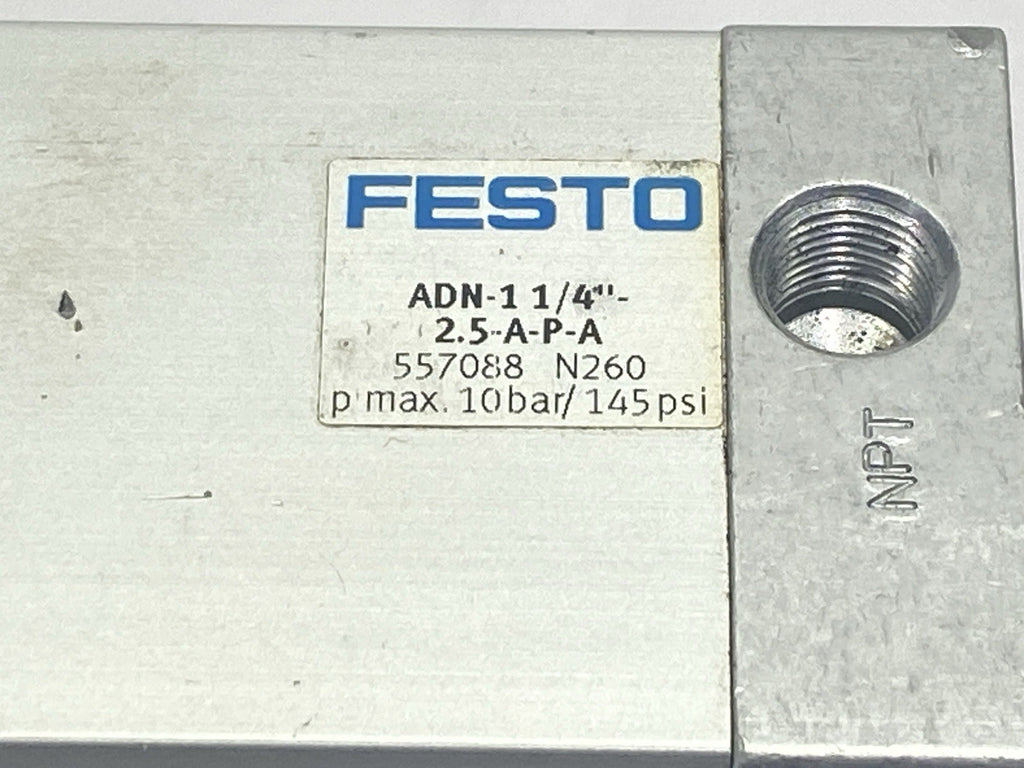 FESTO
ADN-1 1/4"-
2.5-A-P-A
557088 N260
p max. 10bar/145psi
NPT